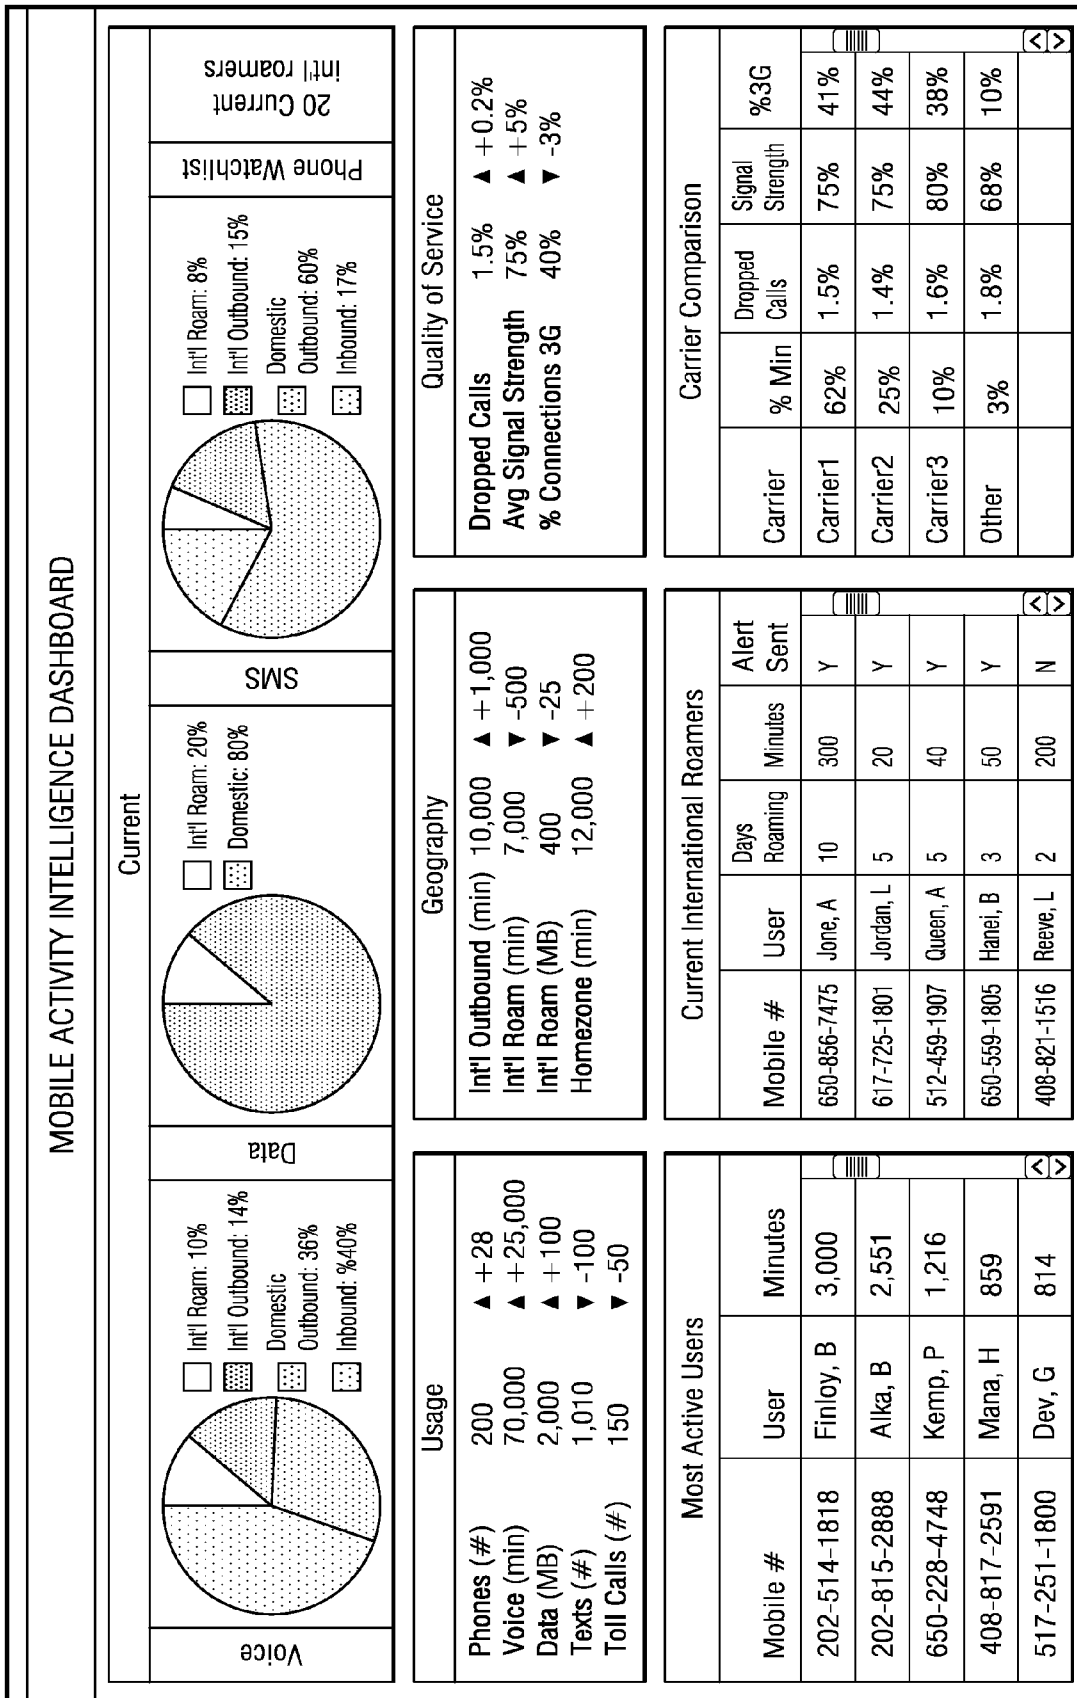 MOBILE ACTIVITY INTELLIGENCE DASHBOARD
Current
Voice
Int'l Roam: 10%
Int'l Outbound: 14%
Domestic
Outbound: 36%
Inbound: %40%
Data
Int'l Roam: 20%
Domestic: 80%
SMS
Int'l Roam: 8%
Int'l Outbound: 15%
Domestic
Outbound: 60%
Inbound: 17%
Phone Watchlist
20 Current
int'l roamers
Usage
Phones (#) 200 ▲ +28
Voice (min) 70,000 ▲ +25,000
Data (MB) 2,000 ▲ +100
Texts (#) 1,010 ▼ -100
Toll Calls (#) 150 ▼ -50
Geography
Int'l Outbound (min) 10,000 ▲ +1,000
Int'l Roam (min) 7,000 ▼ -500
Int'l Roam (MB) 400 ▼ -25
Homezone (min) 12,000 ▲ +200
Quality of Service
Dropped Calls 1.5% ▲ +0.2%
Avg Signal Strength 75% ▲ +5%
% Connections 3G 40% ▼ -3%
Most Active Users
Mobile # User Minutes
202-514-1818 Finloy, B 3,000
202-815-2888 Alka, B 2,551
650-228-4748 Kemp, P 1,216
408-817-2591 Mana, H 859
517-251-1800 Dev, G 814
Current International Roamers
Mobile # User Days Roaming Minutes Alert Sent
650-856-7475 Jone, A 10 300 Y
617-725-1801 Jordan, L 5 20 Y
512-459-1907 Queen, A 5 40 Y
650-559-1805 Hanei, B 3 50 Y
408-821-1516 Reeve, L 2 200 N
Carrier Comparison
Carrier % Min Dropped Calls Signal Strength %3G
Carrier1 62% 1.5% 75% 41%
Carrier2 25% 1.4% 75% 44%
Carrier3 10% 1.6% 80% 38%
Other 3% 1.8% 68% 10%